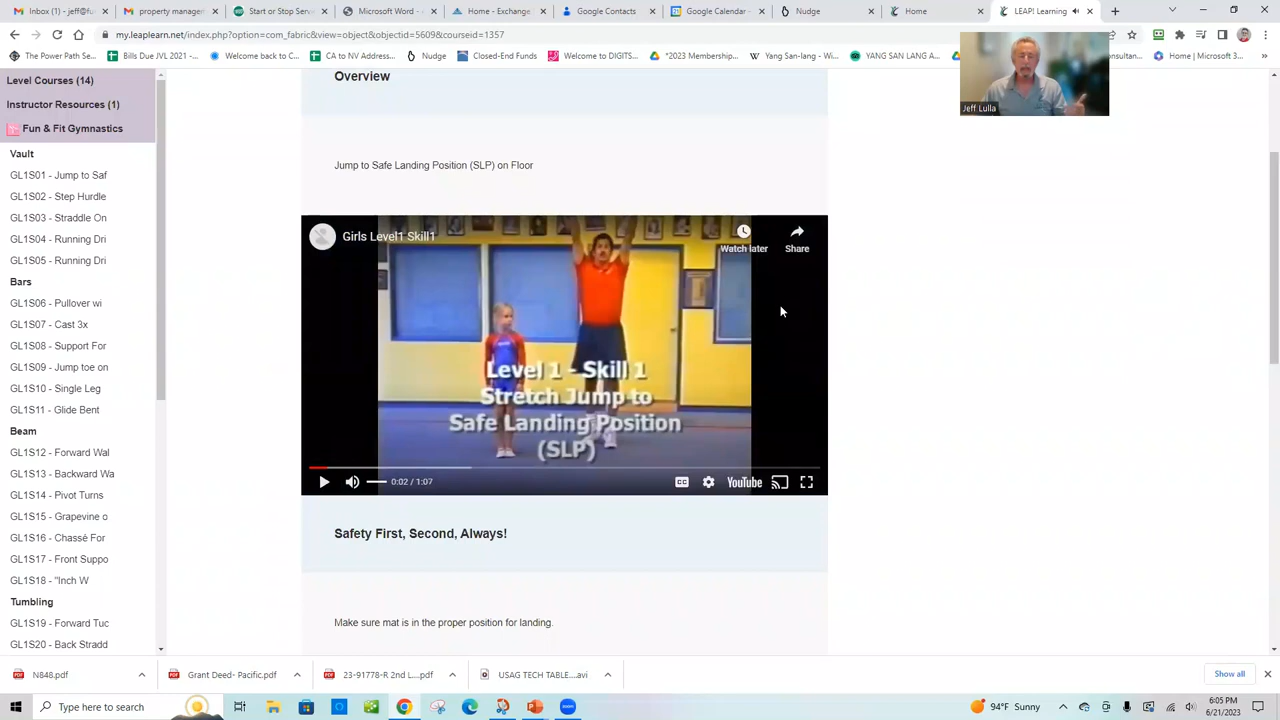 Inbox (1) - jeffw
property managem
Start or Stop Servi
Microsoft Word -
Home - Exchange
Google Contacts
Google Calendar -
Nudge
Home
LEAP! Learning
my.leaplearn.net/index.php?option=com_fabrik&view=object&objectid=5609&courseid=1357
The Power Path Se...
Bills Due JVL 2021 -...
Welcome back to C...
CA to NV Addresse...
Nudge
Closed-End Funds
Welcome to DIGITS...
*2023 Membership...
Yang San-lang - Wi...
YANG SAN LANG A...
Home | Microsoft 3...
Level Courses (14)
Instructor Resources (1)
Fun & Fit Gymnastics
Vault
GL1S01 - Jump to Saf
GL1S02 - Step Hurdle
GL1S03 - Straddle On
GL1S04 - Running Dri
GL1S05 - Running Dri
Bars
GL1S06 - Pullover wi
GL1S07 - Cast 3x
GL1S08 - Support For
GL1S09 - Jump toe on
GL1S10 - Single Leg
GL1S11 - Glide Bent
Beam
GL1S12 - Forward Wal
GL1S13 - Backward Wa
GL1S14 - Pivot Turns
GL1S15 - Grapevine o
GL1S16 - Chassé For
GL1S17 - Front Suppo
GL1S18 - "Inch W
Tumbling
GL1S19 - Forward Tuc
GL1S20 - Back Stradd
Overview
Jump to Safe Landing Position (SLP) on Floor
Girls Level1 Skill1
Watch later
Share
Level 1 - Skill 1
Stretch Jump to
Safe Landing Position
(SLP)
0:02 / 1:07
CC
YouTube
Safety First, Second, Always!
Make sure mat is in the proper position for landing.
Jeff Lulla
N848.pdf
Grant Deed- Pacific.pdf
23-91778-R 2nd L....pdf
USAG TECH TABLE....avi
Show all
Type here to search
94°F Sunny
6:05 PM
6/21/2023